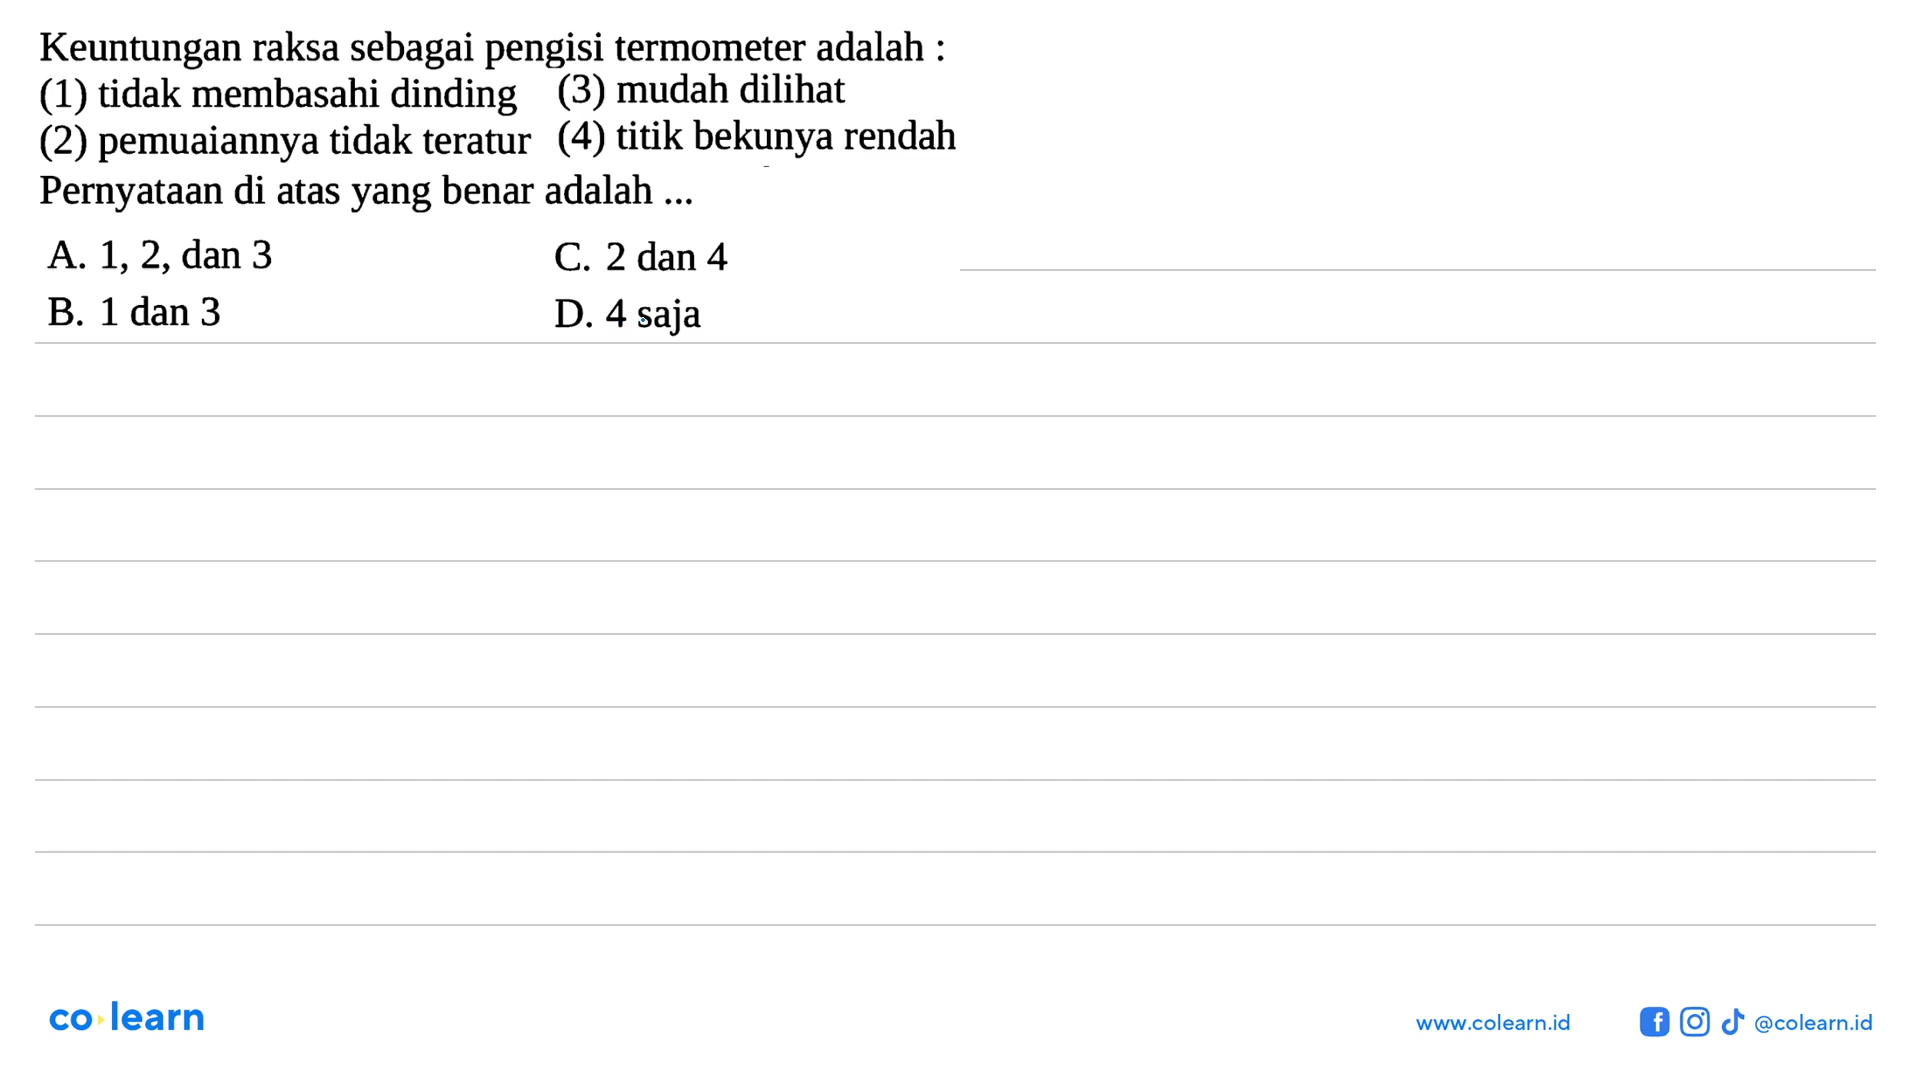 Keuntungan raksa sebagai pengisi termometer adalah :
(1) tidak membasahi dinding (3) mudah dilihat
(2) pemuaiannya tidak teratur (4) titik bekunya rendah
Pernyataan di atas yang benar adalah ...
A. 1, 2, dan 3 C. 2 dan 4
B. 1 dan 3 D. 4 saja
co learn
www.colearn.id @colearn.id